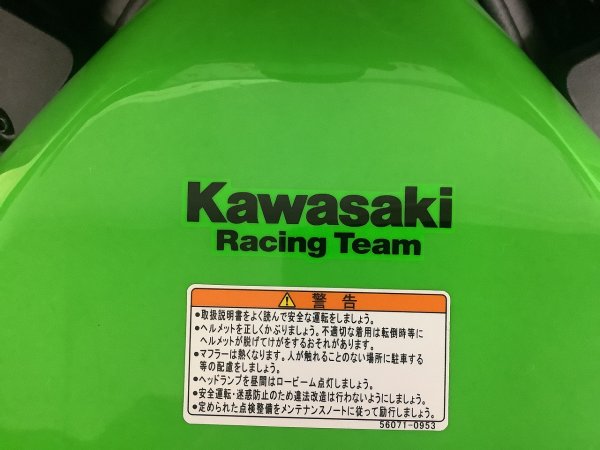 Kawasaki
Racing Team
警告
•取扱説明書をよく読んで安全な運転をしましょう。
•ヘルメットを正しくかぶりましょう。不適切な着用は転倒時等に
ヘルメットが脱げてけがをするおそれがあります。
•マフラーは熱くなります。人が触れることのない場所に駐車する
等の配慮をしましょう。
•ヘッドランプを昼間はロービーム点灯しましょう。
•安全運転・迷惑防止のため違法改造は行わないようにしましょう。
•定められた点検整備をメンテナンスノートに従って励行しましょう。
56071-0953